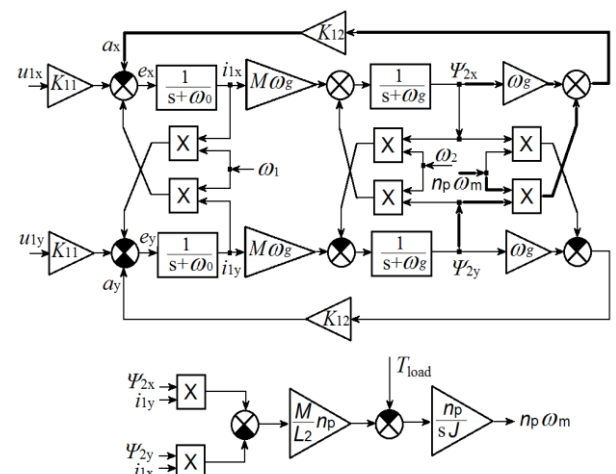 K12
ax
u1x
K11
ex
1
s+ω0
i1x
Mωg
1
s+ωg
Ψ2x
ωg
X
X
X
ω1
ω2
npωm
X
X
X
u1y
K11
ey
1
s+ω0
i1y
Mωg
1
s+ωg
Ψ2y
ωg
ay
K12
Tload
Ψ2x
i1y
X
M
L2
np
np
sJ
npωm
Ψ2y
i1x
X